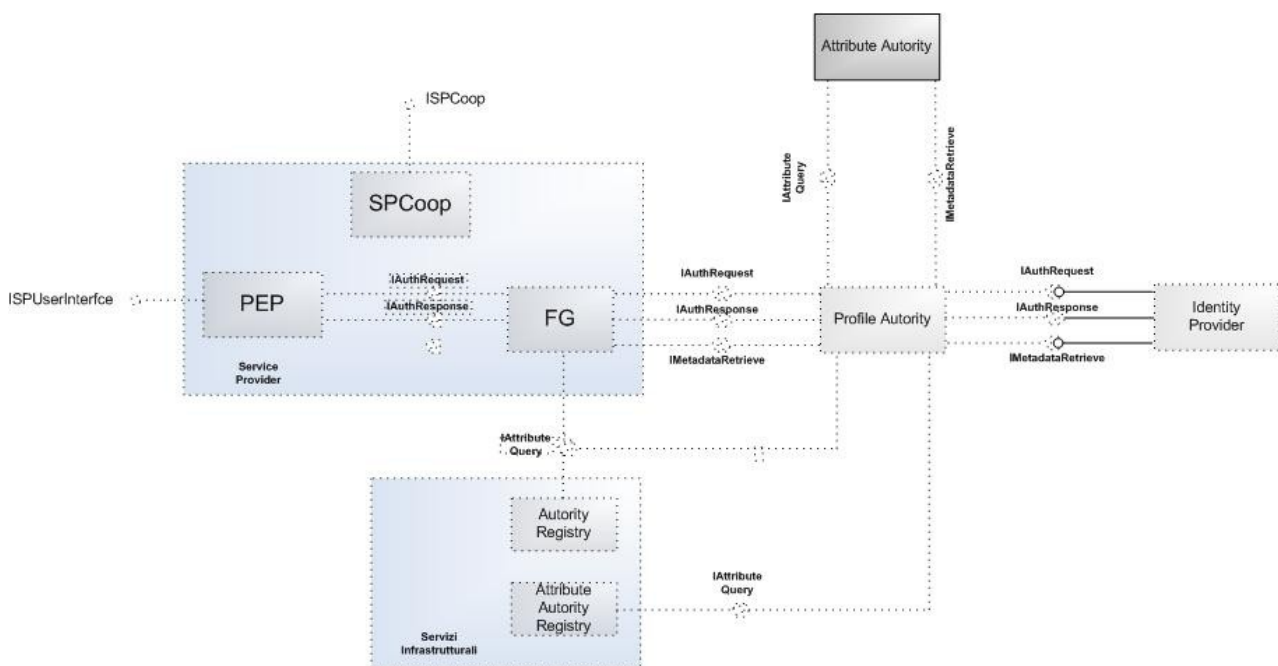 Attribute Autority
ISPCoop
IAttribute
Query
IMetadataRetrieve
SPCoop
IAuthRequest
IAuthResponse
PEP
FG
Service
Provider
ISPUserInterfce
IAuthRequest
IAuthResponse
IMetadataRetrieve
Profile Autority
IAuthRequest
IAuthResponse
IMetadataRetrieve
Identity
Provider
IAttribute
Query
Autority
Registry
Attribute
Autority
Registry
IAttribute
Query
Servizi
Infrastrutturali